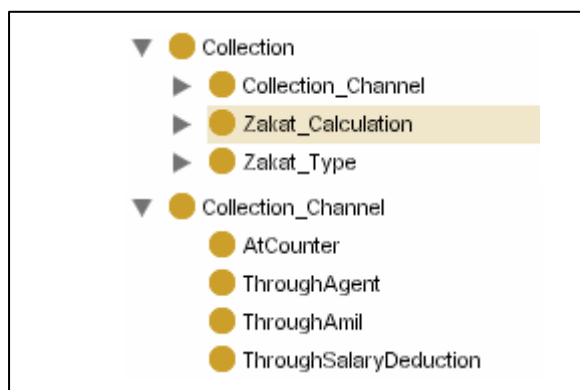 Collection
Collection_Channel
Zakat_Calculation
Zakat_Type
Collection_Channel
AtCounter
ThroughAgent
ThroughAmil
ThroughSalaryDeduction